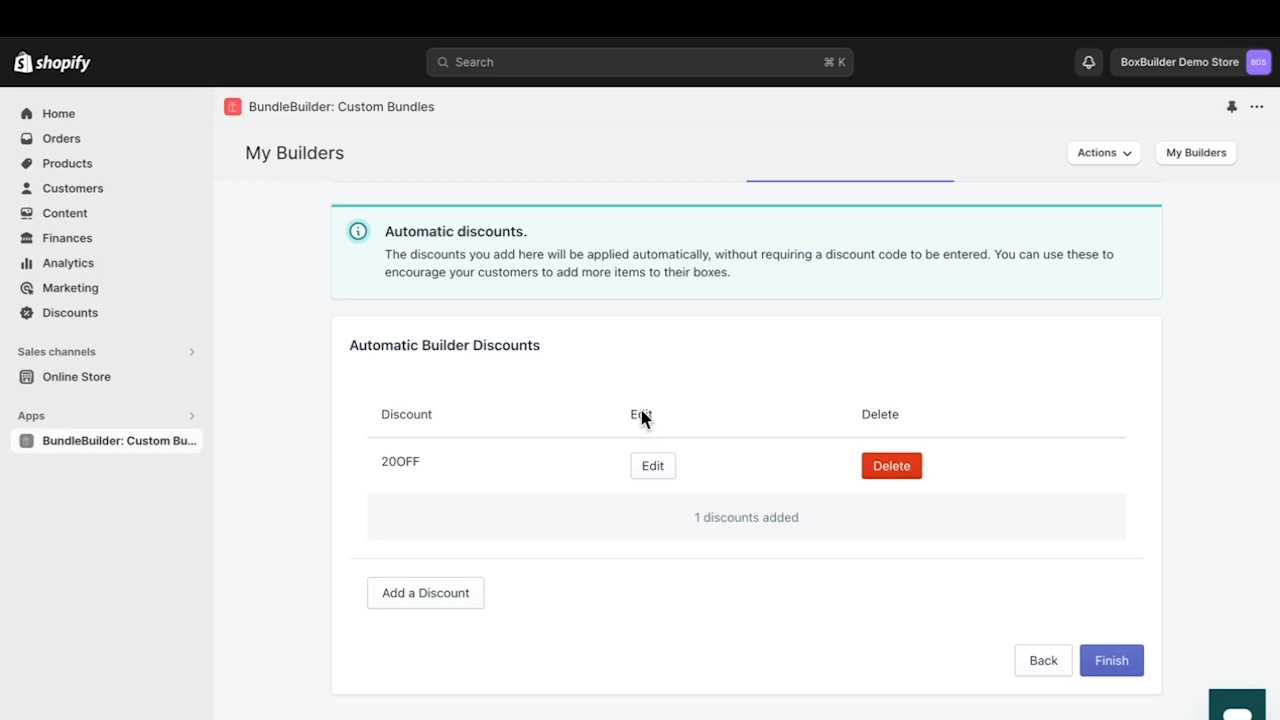 shopify
Search
⌘ K
BoxBuilder Demo Store
BDS
Home
Orders
Products
Customers
Content
Finances
Analytics
Marketing
Discounts
Sales channels
Online Store
Apps
BundleBuilder: Custom Bu...
BundleBuilder: Custom Bundles
My Builders
Actions
My Builders
Automatic discounts.
The discounts you add here will be applied automatically, without requiring a discount code to be entered. You can use these to
encourage your customers to add more items to their boxes.
Automatic Builder Discounts
Discount Edit Delete
20OFF Edit Delete
1 discounts added
Add a Discount
Back Finish